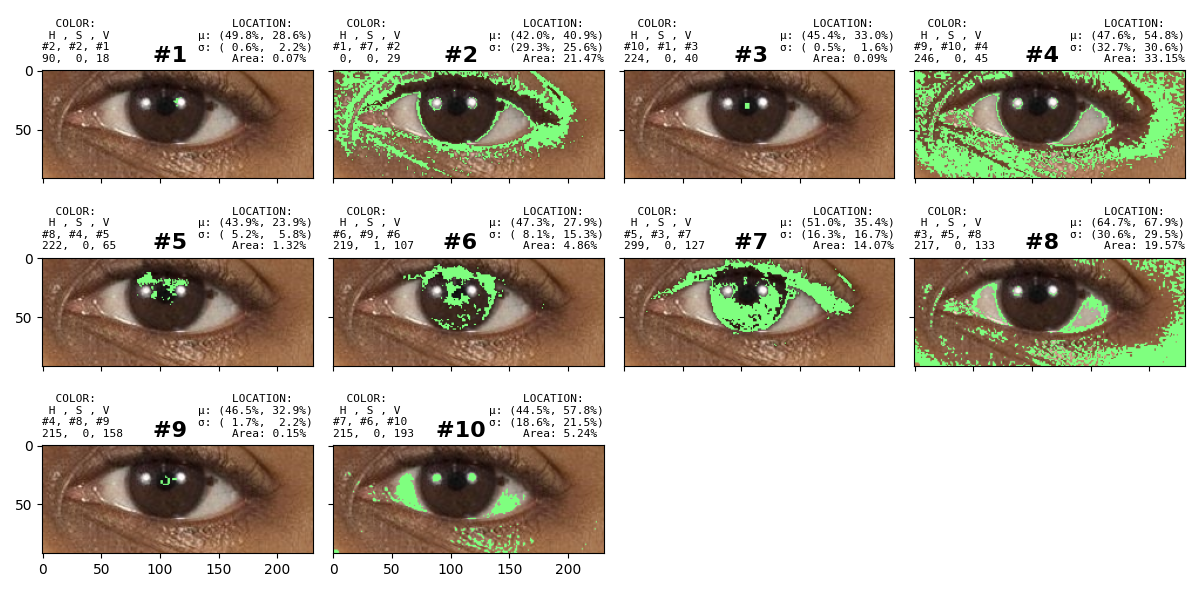 COLOR: LOCATION:
H , S , V μ: (49.8%, 28.6%)
#2, #2, #1 #1 σ: ( 0.6%, 2.2%)
90, 0, 18 Area: 0.07%
COLOR: LOCATION:
H , S , V μ: (42.0%, 40.9%)
#1, #7, #2 #2 σ: (29.3%, 25.6%)
0, 0, 29 Area: 21.47%
COLOR: LOCATION:
H , S , V μ: (45.4%, 33.0%)
#10, #1, #3 #3 σ: ( 0.5%, 1.6%)
224, 0, 40 Area: 0.09%
COLOR: LOCATION:
H , S , V μ: (47.6%, 54.8%)
#9, #10, #4 #4 σ: (32.7%, 30.6%)
246, 0, 45 Area: 33.15%
0
50
COLOR: LOCATION:
H , S , V μ: (43.9%, 23.9%)
#8, #4, #5 #5 σ: ( 5.2%, 5.8%)
222, 0, 65 Area: 1.32%
COLOR: LOCATION:
H , S , V μ: (47.3%, 27.9%)
#6, #9, #6 #6 σ: ( 8.1%, 15.3%)
219, 1, 107 Area: 4.86%
COLOR: LOCATION:
H , S , V μ: (51.0%, 35.4%)
#5, #3, #7 #7 σ: (16.3%, 16.7%)
299, 0, 127 Area: 14.07%
COLOR: LOCATION:
H , S , V μ: (64.7%, 67.9%)
#3, #5, #8 #8 σ: (30.6%, 29.5%)
217, 0, 133 Area: 19.57%
0
50
COLOR: LOCATION:
H , S , V μ: (46.5%, 32.9%)
#4, #8, #9 #9 σ: ( 1.7%, 2.2%)
215, 0, 158 Area: 0.15%
COLOR: LOCATION:
H , S , V μ: (44.5%, 57.8%)
#7, #6, #10 #10 σ: (18.6%, 21.5%)
215, 0, 193 Area: 5.24%
0
50
0 50 100 150 200
0 50 100 150 200